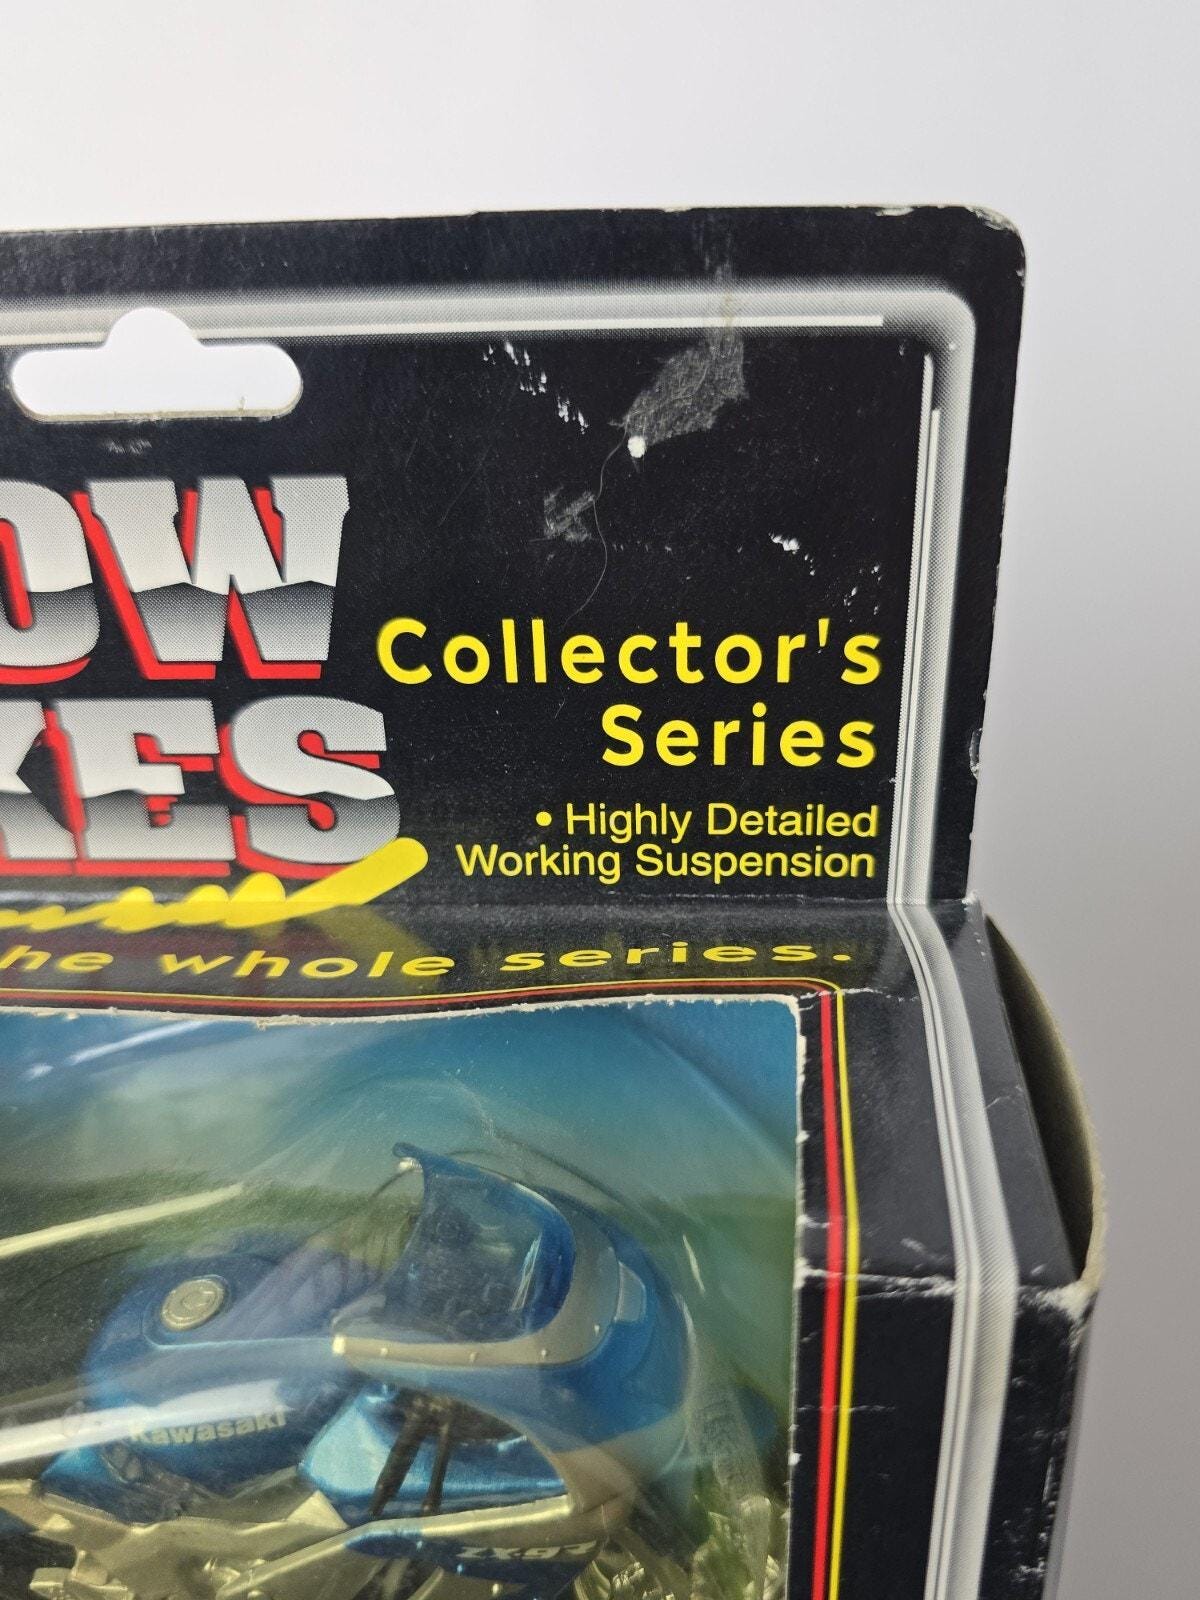 OW
KES
Collector's
Series
• Highly Detailed
Working Suspension
he whole series.
Kawasaki